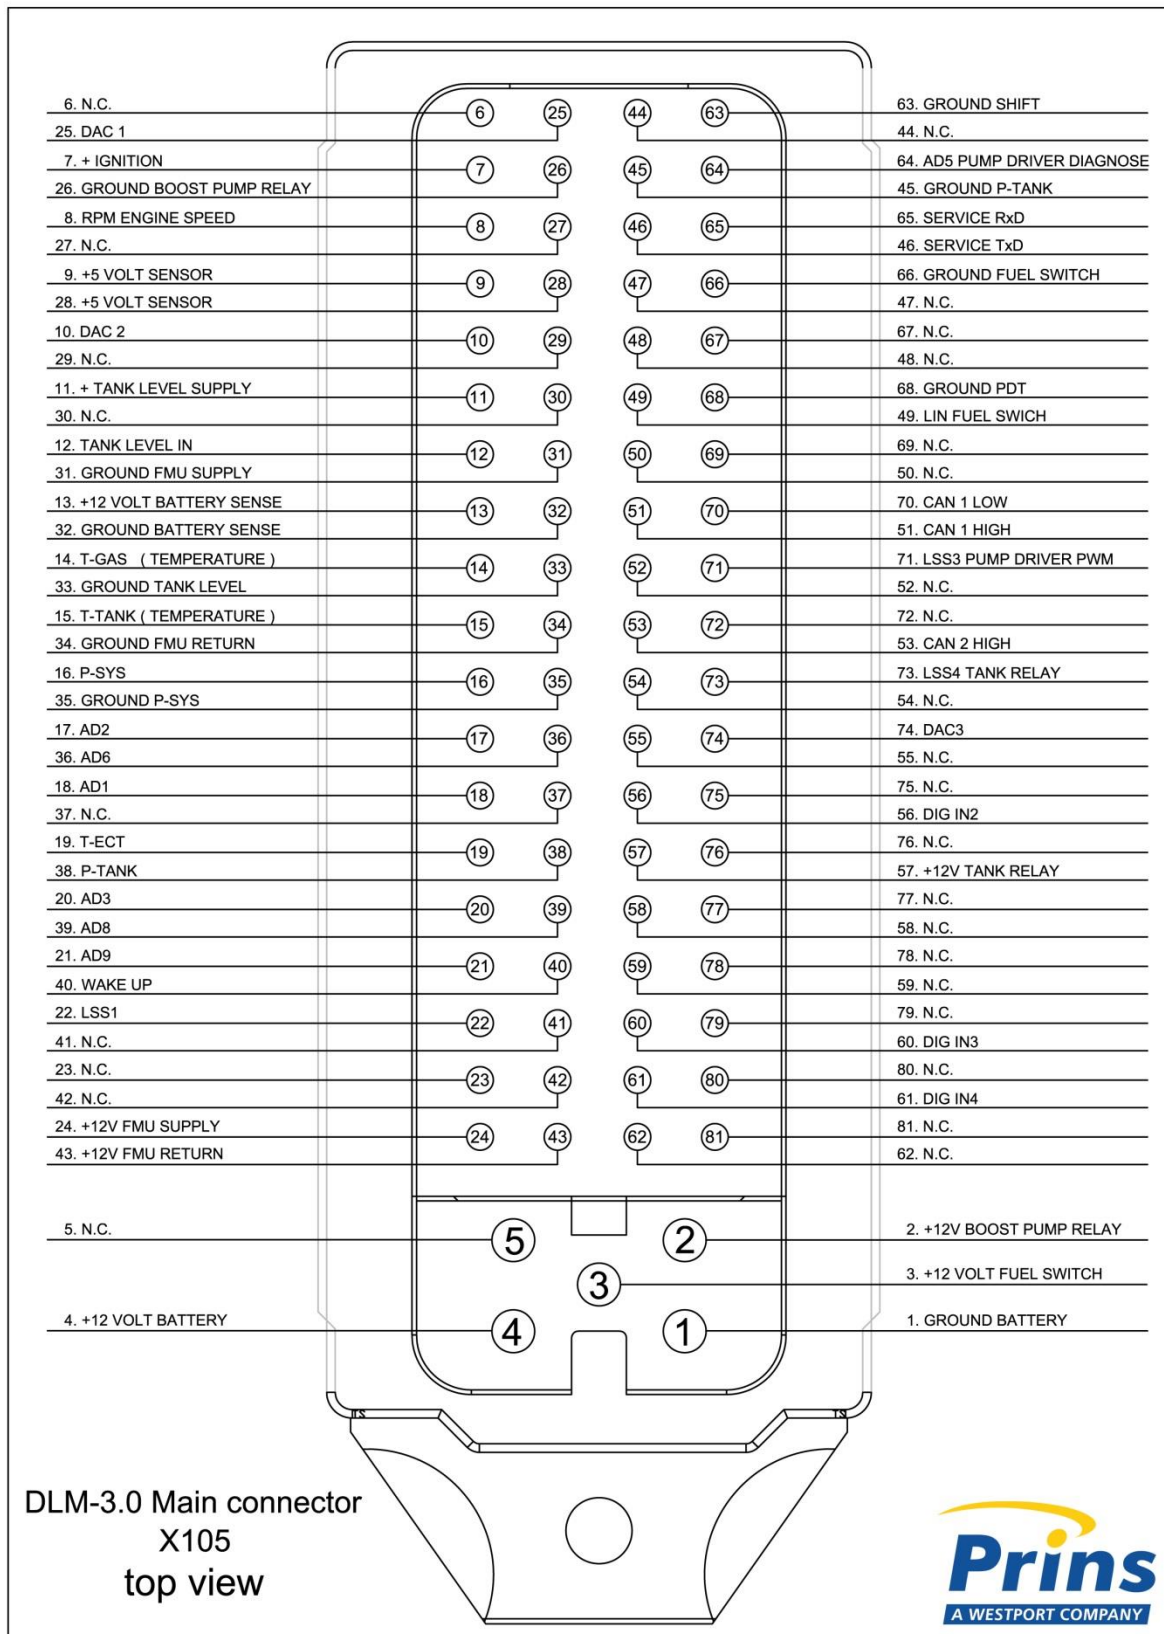 6. N.C.
25. DAC 1
7. + IGNITION
26. GROUND BOOST PUMP RELAY
8. RPM ENGINE SPEED
27. N.C.
9. +5 VOLT SENSOR
28. +5 VOLT SENSOR
10. DAC 2
29. N.C.
11. + TANK LEVEL SUPPLY
30. N.C.
12. TANK LEVEL IN
31. GROUND FMU SUPPLY
13. +12 VOLT BATTERY SENSE
32. GROUND BATTERY SENSE
14. T-GAS ( TEMPERATURE )
33. GROUND TANK LEVEL
15. T-TANK ( TEMPERATURE )
34. GROUND FMU RETURN
16. P-SYS
35. GROUND P-SYS
17. AD2
36. AD6
18. AD1
37. N.C.
19. T-ECT
38. P-TANK
20. AD3
39. AD8
21. AD9
40. WAKE UP
22. LSS1
41. N.C.
23. N.C.
42. N.C.
24. +12V FMU SUPPLY
43. +12V FMU RETURN
5. N.C.
4. +12 VOLT BATTERY
6 25 44 63
7 26 45 64
8 27 46 65
9 28 47 66
10 29 48 67
11 30 49 68
12 31 50 69
13 32 51 70
14 33 52 71
15 34 53 72
16 35 54 73
17 36 55 74
18 37 56 75
19 38 57 76
20 39 58 77
21 40 59 78
22 41 60 79
23 42 61 80
24 43 62 81
5 2
3
4 1
63. GROUND SHIFT
44. N.C.
64. AD5 PUMP DRIVER DIAGNOSE
45. GROUND P-TANK
65. SERVICE RxD
46. SERVICE TxD
66. GROUND FUEL SWITCH
47. N.C.
67. N.C.
48. N.C.
68. GROUND PDT
49. LIN FUEL SWICH
69. N.C.
50. N.C.
70. CAN 1 LOW
51. CAN 1 HIGH
71. LSS3 PUMP DRIVER PWM
52. N.C.
72. N.C.
53. CAN 2 HIGH
73. LSS4 TANK RELAY
54. N.C.
74. DAC3
55. N.C.
75. N.C.
56. DIG IN2
76. N.C.
57. +12V TANK RELAY
77. N.C.
58. N.C.
78. N.C.
59. N.C.
79. N.C.
60. DIG IN3
80. N.C.
61. DIG IN4
81. N.C.
62. N.C.
2. +12V BOOST PUMP RELAY
3. +12 VOLT FUEL SWITCH
1. GROUND BATTERY
DLM-3.0 Main connector
X105
top view
Prins
A WESTPORT COMPANY